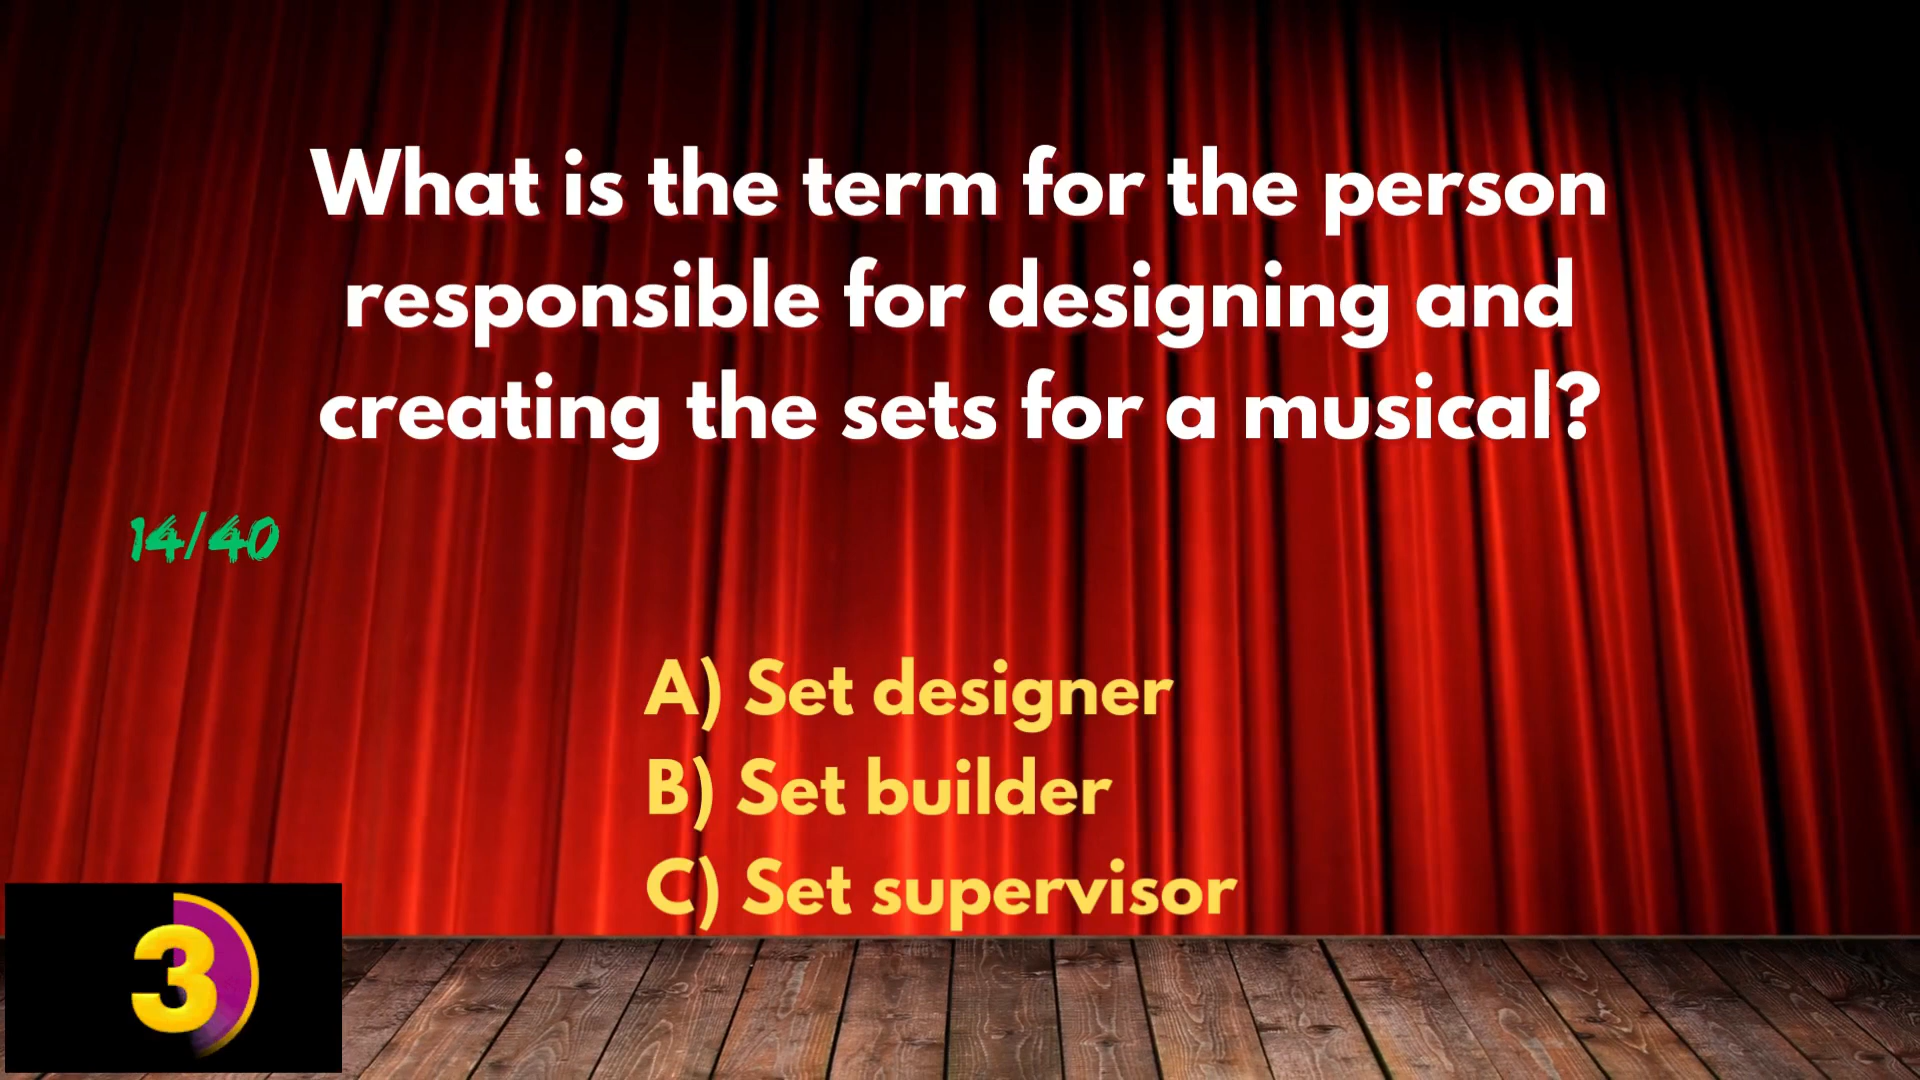 What is the term for the person
responsible for designing and
creating the sets for a musical?
14/40
A) Set designer
B) Set builder
C) Set supervisor
3